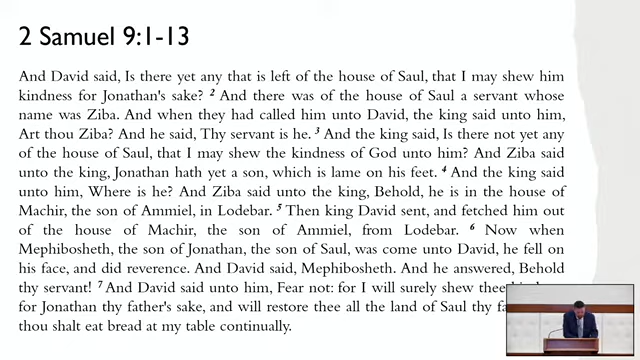 2 Samuel 9:1-13
And David said, Is there yet any that is left of the house of Saul, that I may shew him
kindness for Jonathan's sake? 2 And there was of the house of Saul a servant whose
name was Ziba. And when they had called him unto David, the king said unto him,
Art thou Ziba? And he said, Thy servant is he. 3 And the king said, Is there not yet any
of the house of Saul, that I may shew the kindness of God unto him? And Ziba said
unto the king, Jonathan hath yet a son, which is lame on his feet. 4 And the king said
unto him, Where is he? And Ziba said unto the king, Behold, he is in the house of
Machir, the son of Ammiel, in Lodebar. 5 Then king David sent, and fetched him out
of the house of Machir, the son of Ammiel, from Lodebar. 6 Now when
Mephibosheth, the son of Jonathan, the son of Saul, was come unto David, he fell on
his face, and did reverence. And David said, Mephibosheth. And he answered, Behold
thy servant! 7 And David said unto him, Fear not: for I will surely shew thee
for Jonathan thy father's sake, and will restore thee all the land of Saul thy
thou shalt eat bread at my table continually.